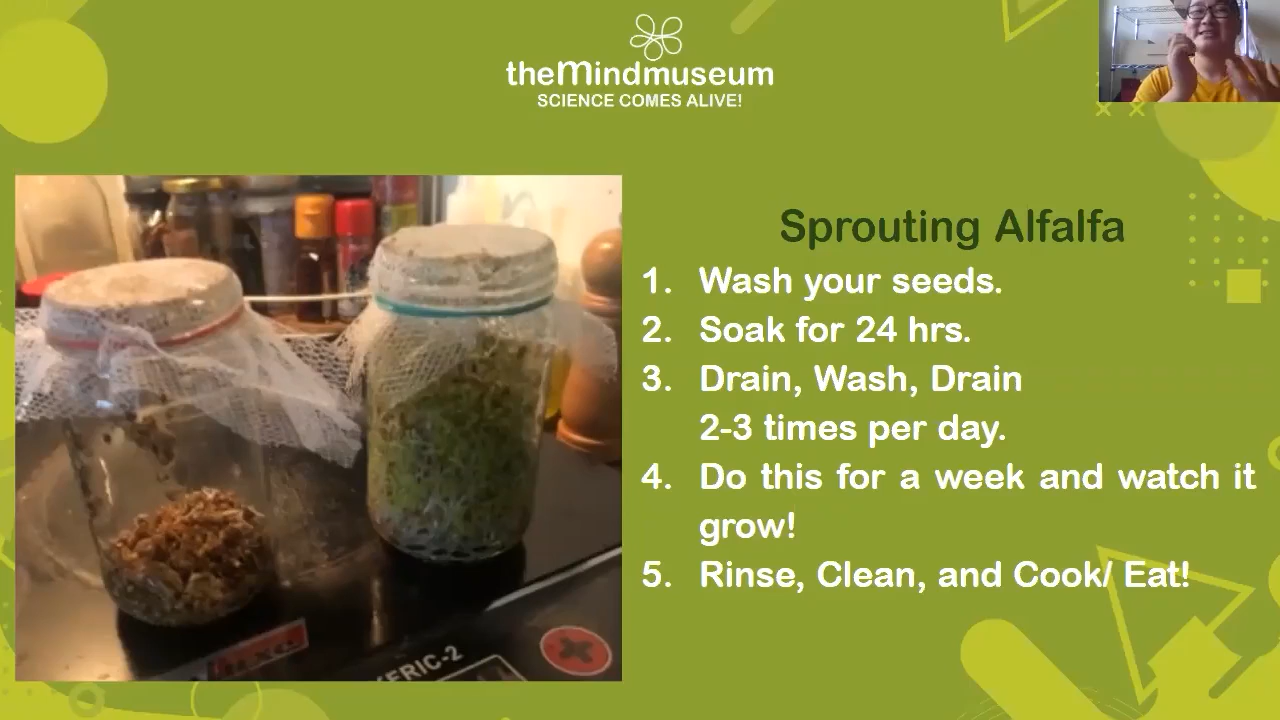 themindmuseum
SCIENCE COMES ALIVE!
Sprouting Alfalfa
1. Wash your seeds.
2. Soak for 24 hrs.
3. Drain, Wash, Drain
2-3 times per day.
4. Do this for a week and watch it
grow!
5. Rinse, Clean, and Cook/ Eat!